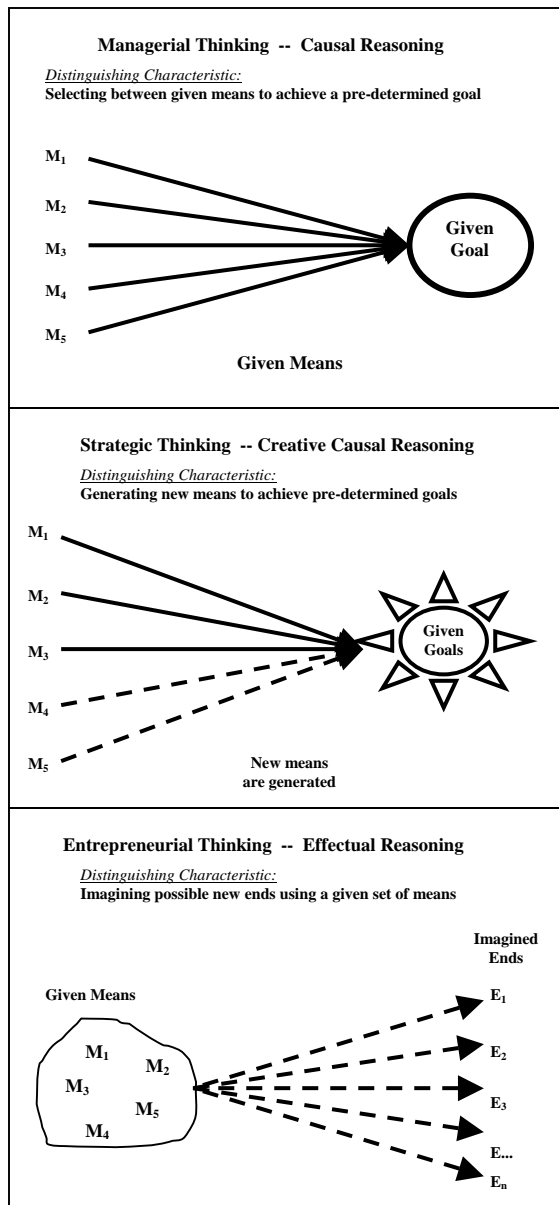 Managerial Thinking -- Causal Reasoning
Distinguishing Characteristic:
Selecting between given means to achieve a pre-determined goal
M1
M2
M3
M4
M5
Given
Goal
Given Means
Strategic Thinking -- Creative Causal Reasoning
Distinguishing Characteristic:
Generating new means to achieve pre-determined goals
M1
M2
M3
M4
M5
Given
Goals
New means
are generated
Entrepreneurial Thinking -- Effectual Reasoning
Distinguishing Characteristic:
Imagining possible new ends using a given set of means
Imagined
Ends
Given Means
M1
M2
M3
M5
M4
E1
E2
E3
E...
En